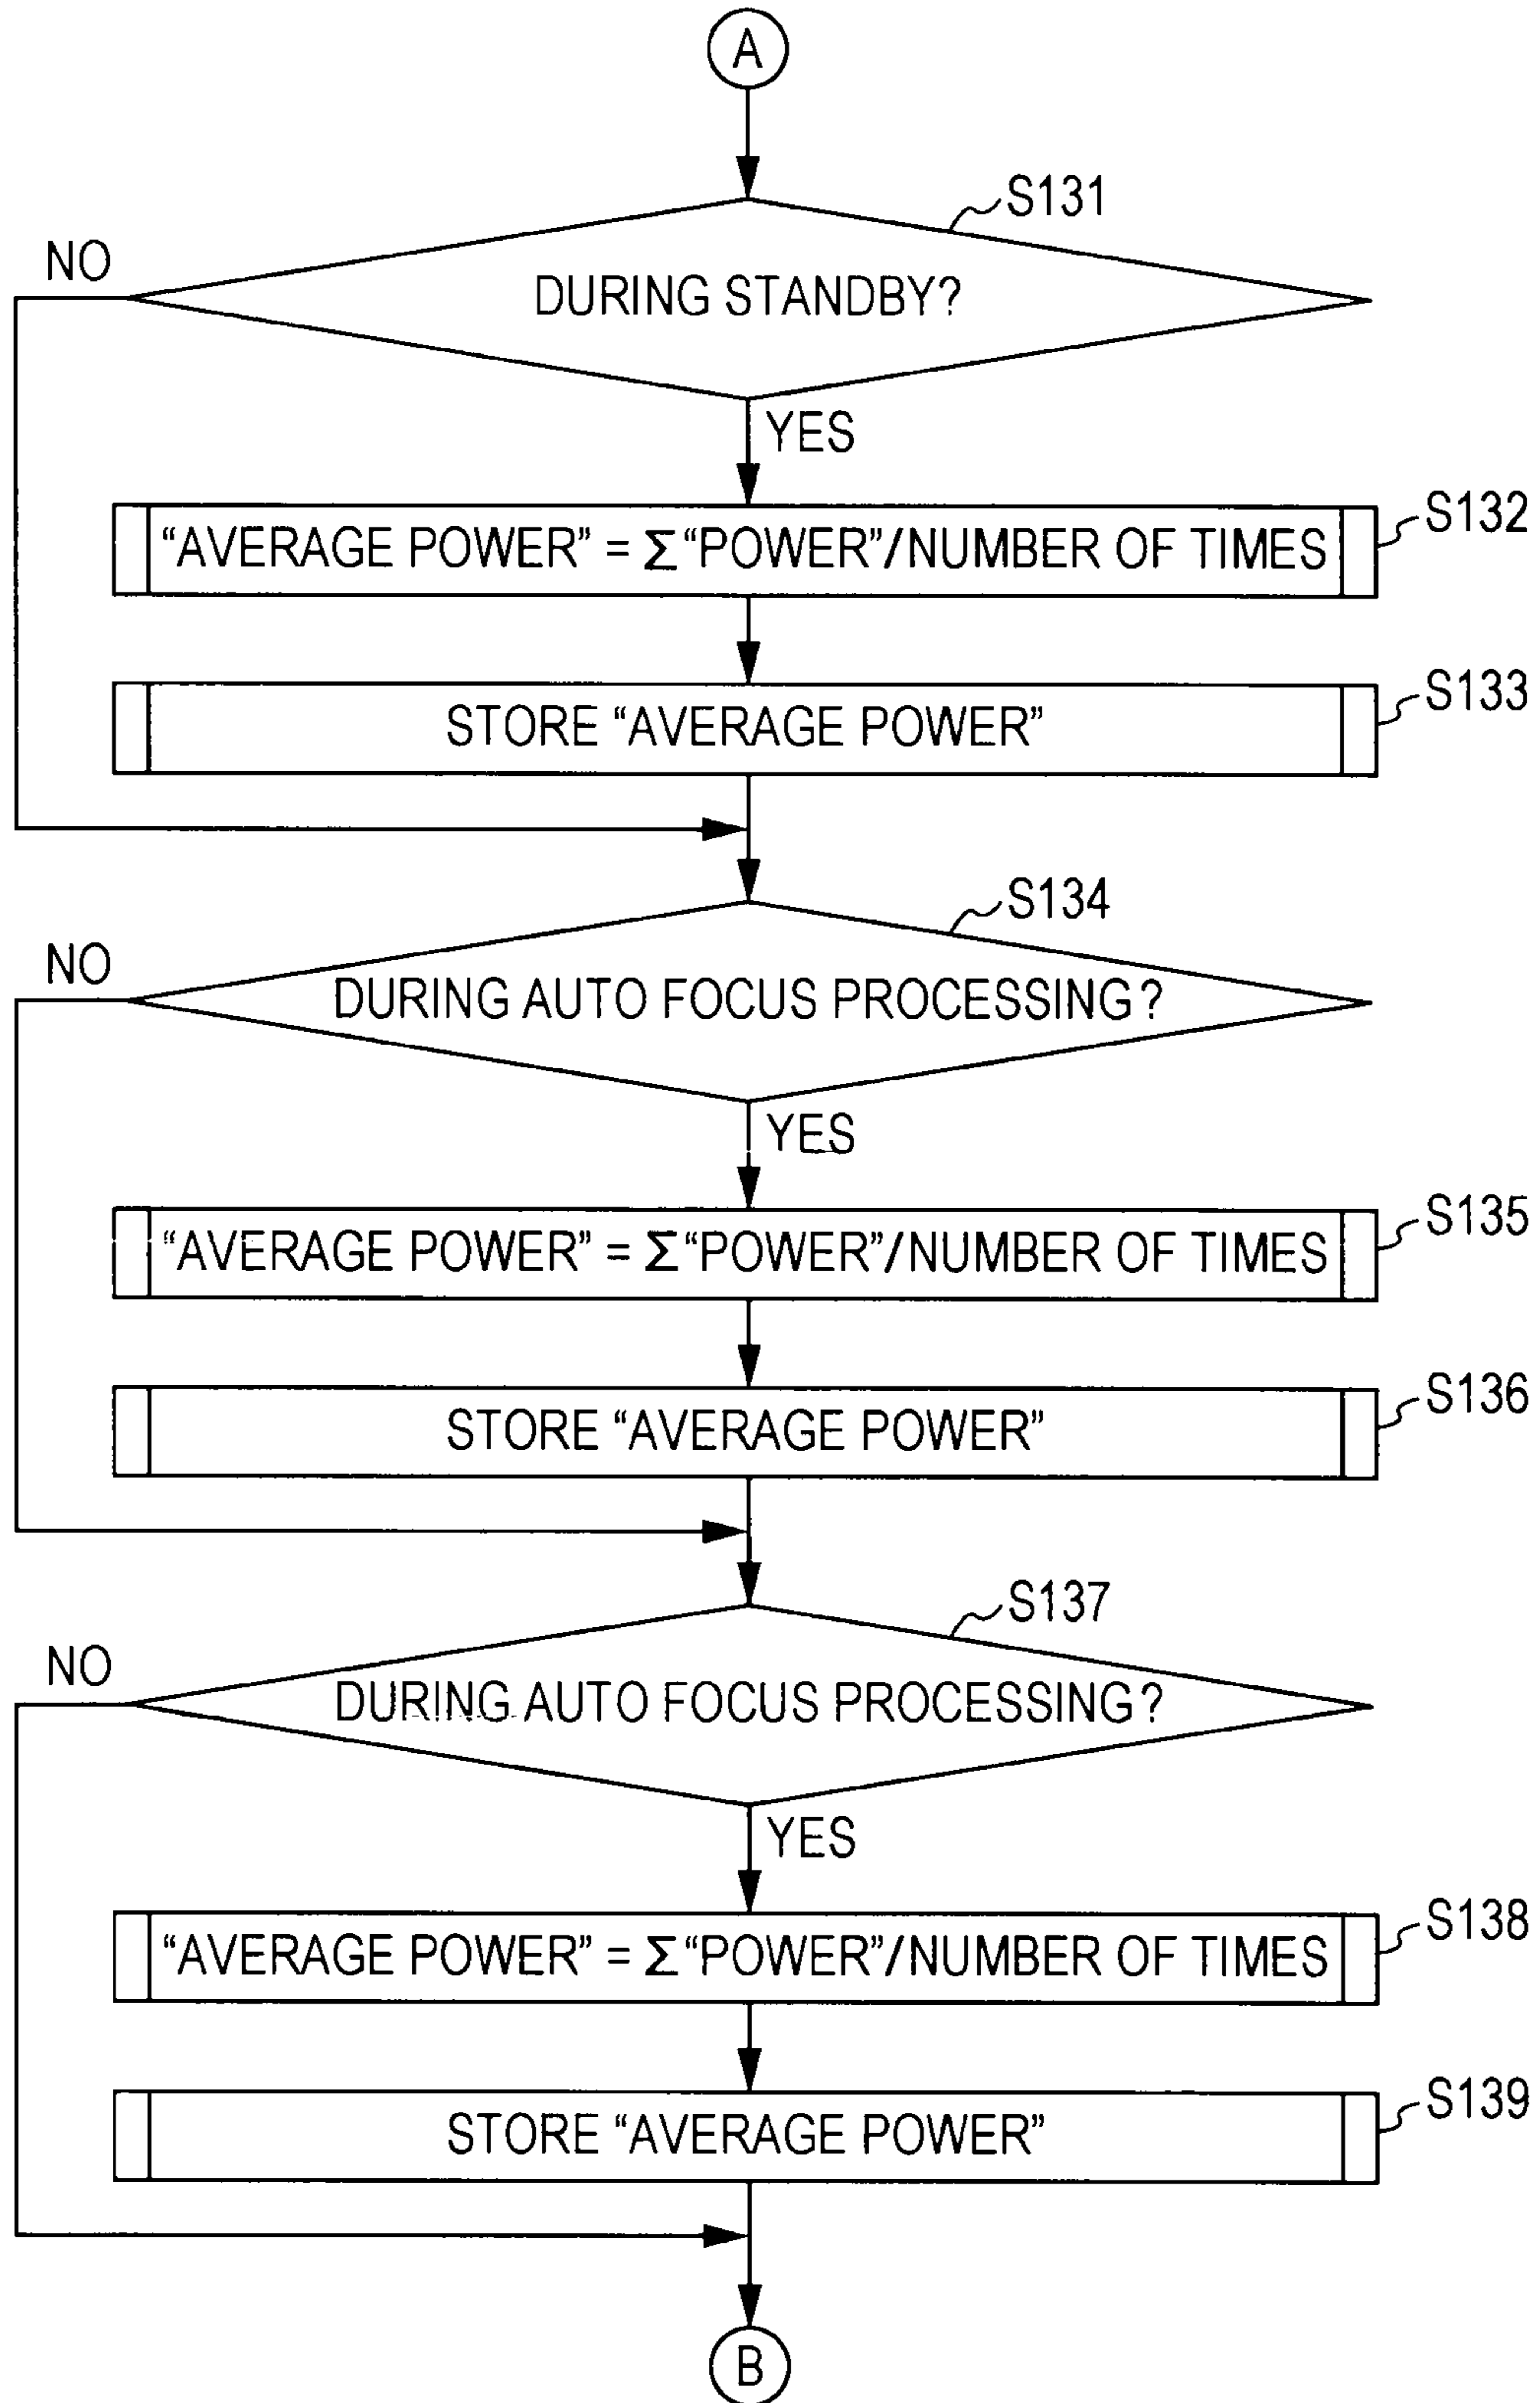 A
S131
NO
DURING STANDBY?
YES
S132
“AVERAGE POWER” = Σ“POWER”/NUMBER OF TIMES
S133
STORE “AVERAGE POWER”
S134
NO
DURING AUTO FOCUS PROCESSING?
YES
S135
“AVERAGE POWER” = Σ“POWER”/NUMBER OF TIMES
S136
STORE “AVERAGE POWER”
S137
NO
DURING AUTO FOCUS PROCESSING?
YES
S138
“AVERAGE POWER” = Σ“POWER”/NUMBER OF TIMES
S139
STORE “AVERAGE POWER”
B